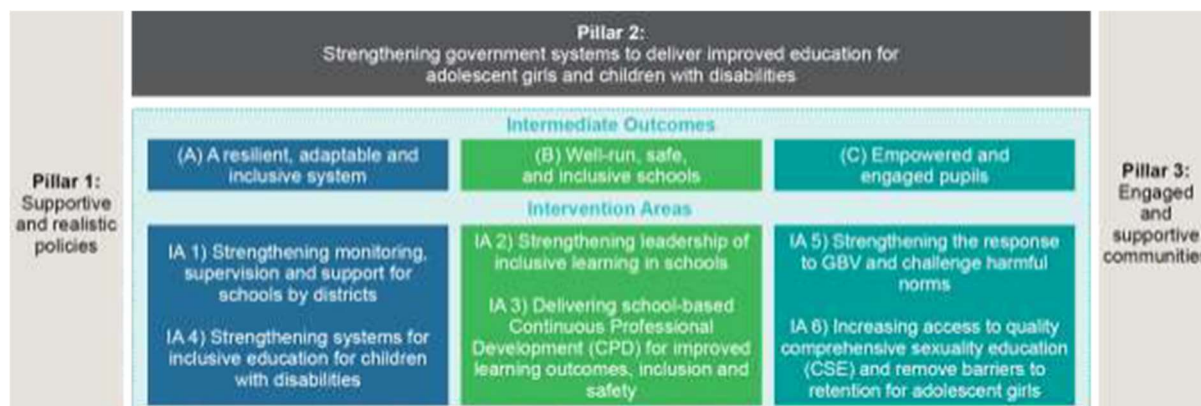 Pillar 1:
Supportive
and realistic
policies
Pillar 2:
Strengthening government systems to deliver improved education for
adolescent girls and children with disabilities
Intermediate Outcomes
(A) A resilient, adaptable and
inclusive system
(B) Well-run, safe,
and inclusive schools
(C) Empowered and
engaged pupils
Intervention Areas
IA 1) Strengthening monitoring,
supervision and support for
schools by districts
IA 4) Strengthening systems for
inclusive education for children
with disabilities
IA 2) Strengthening leadership of
inclusive learning in schools
IA 3) Delivering school-based
Continuous Professional
Development (CPD) for improved
learning outcomes, inclusion and
safety
IA 5) Strengthening the response
to GBV and challenge harmful
norms
IA 6) Increasing access to quality
comprehensive sexuality education
(CSE) and remove barriers to
retention for adolescent girls
Pillar 3:
Engaged
and
supportive
communities